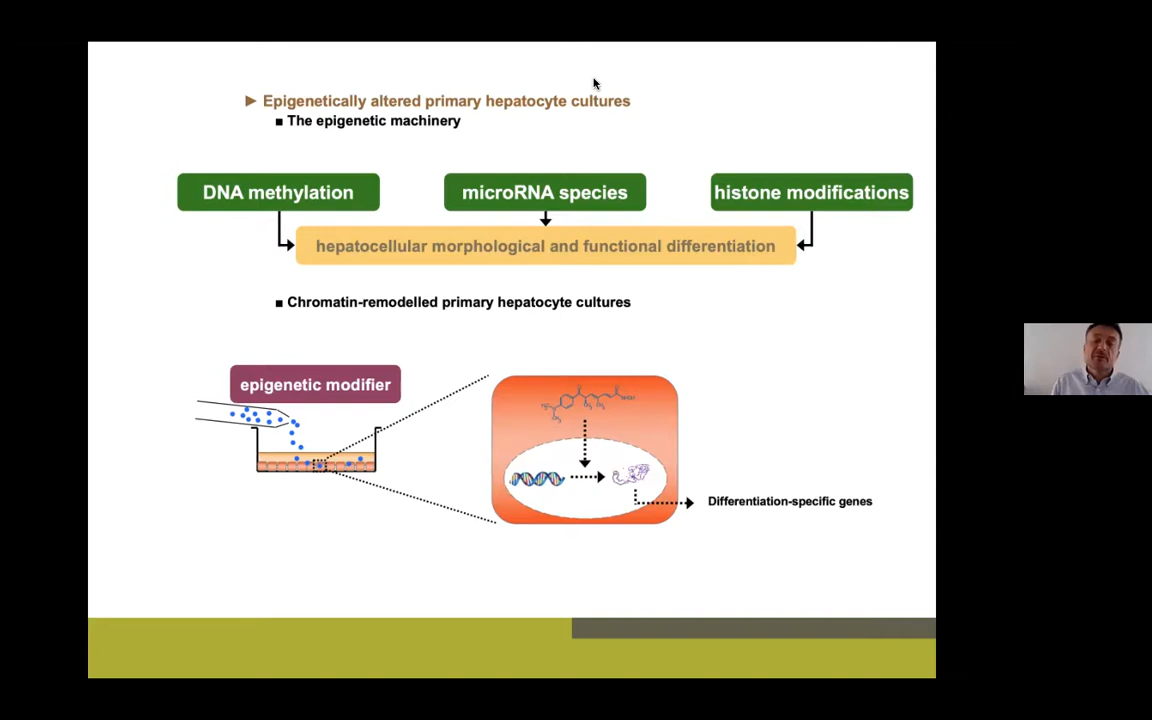 ► Epigenetically altered primary hepatocyte cultures
■ The epigenetic machinery
DNA methylation
microRNA species
histone modifications
hepatocellular morphological and functional differentiation
■ Chromatin-remodelled primary hepatocyte cultures
epigenetic modifier
Differentiation-specific genes